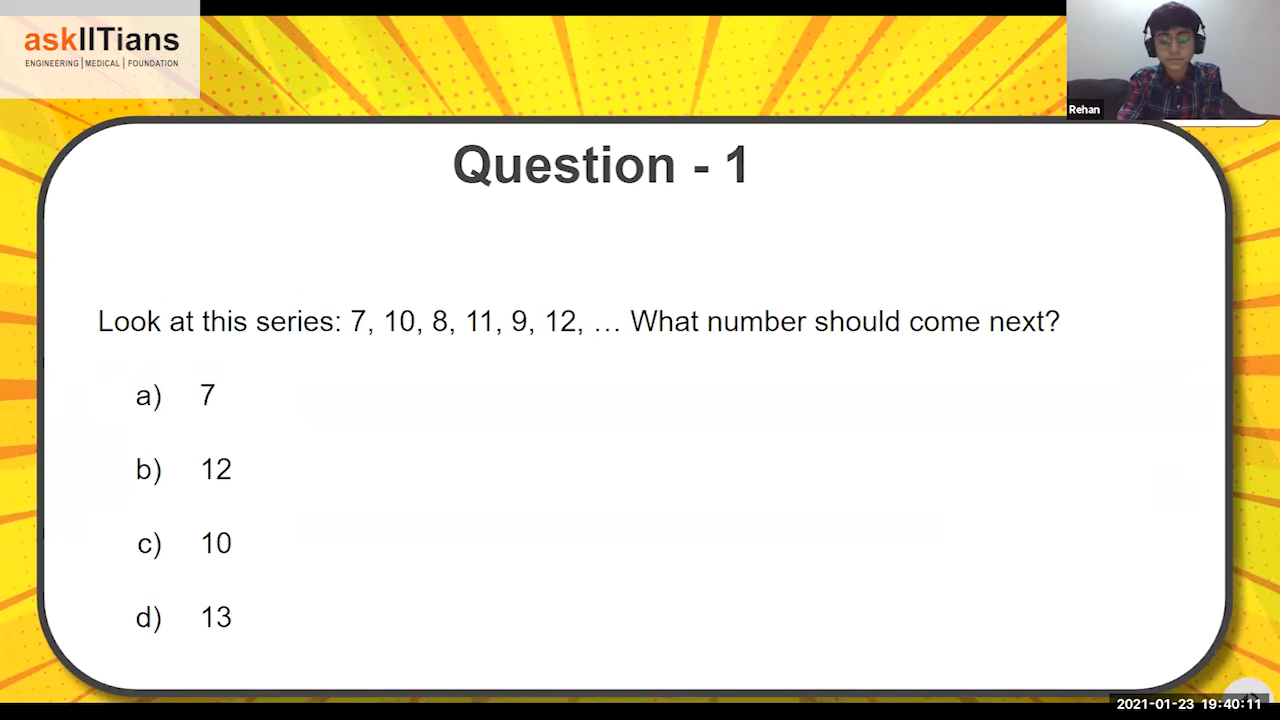 askIITians
ENGINEERING | MEDICAL | FOUNDATION
Rehan
Question - 1
Look at this series: 7, 10, 8, 11, 9, 12, … What number should come next?
a) 7
b) 12
c) 10
d) 13
2021-01-23 19:40:11